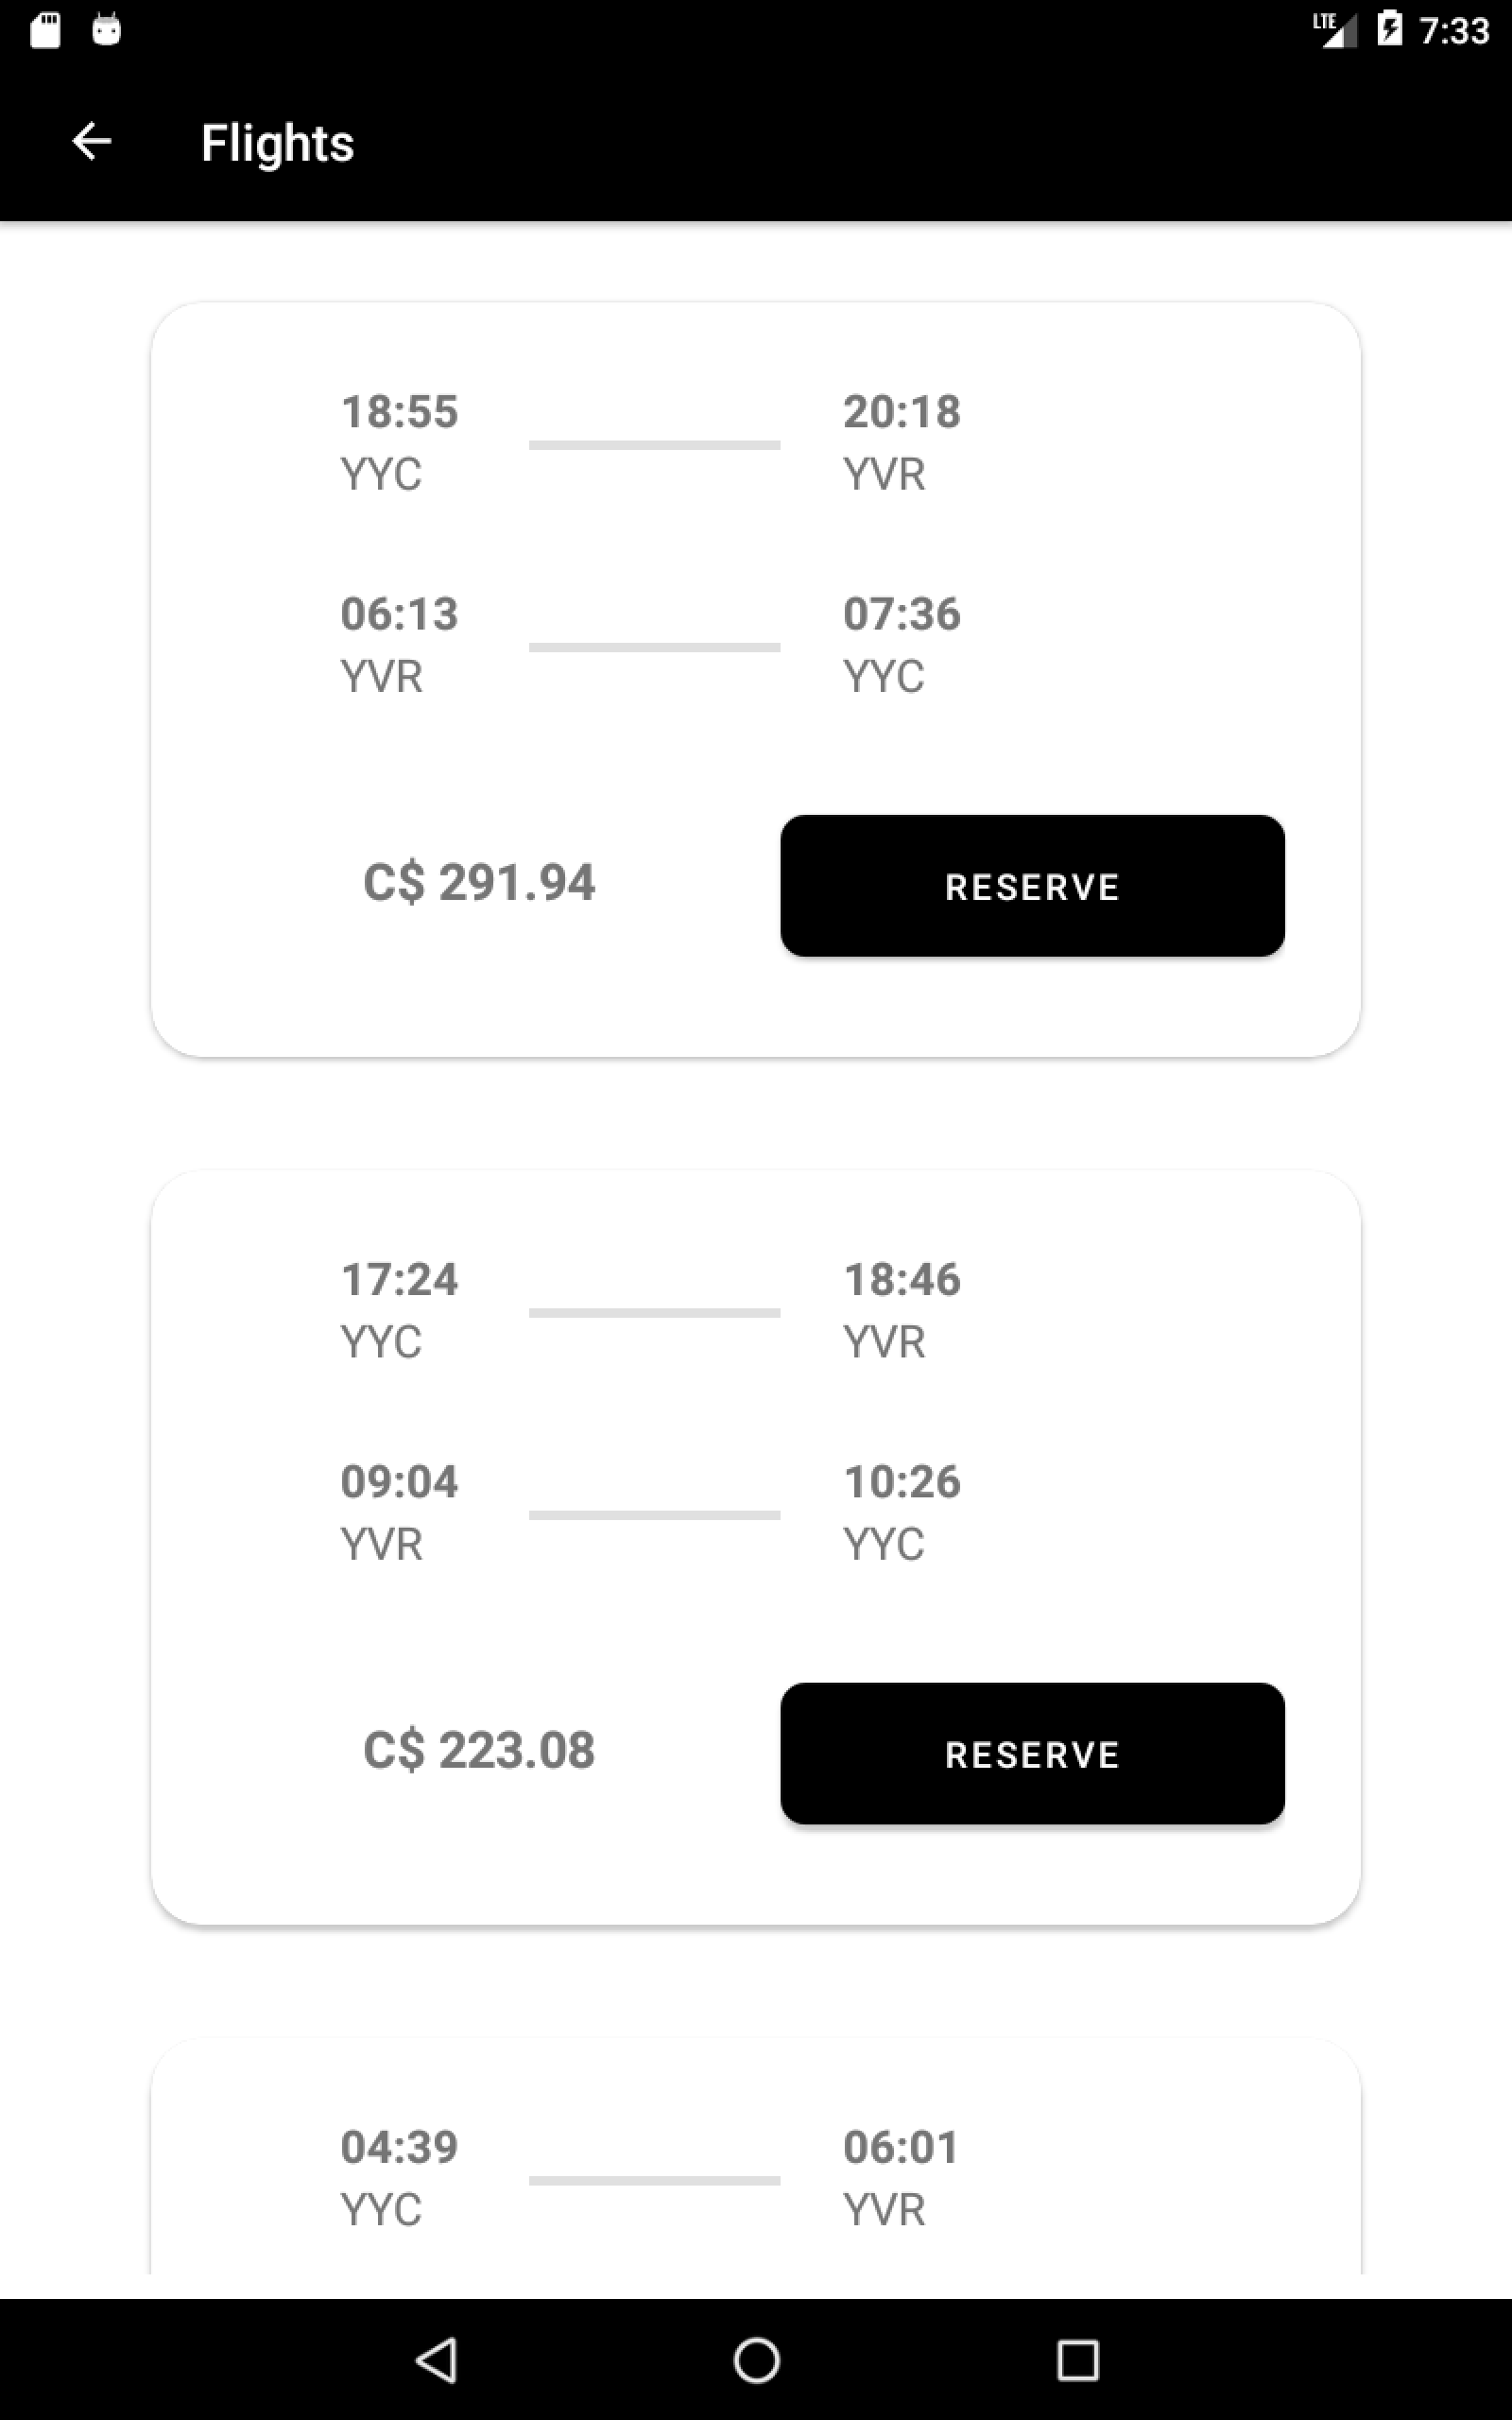 LTE 7:33
Flights
18:55 20:18
YYC YVR
06:13 07:36
YVR YYC
C$ 291.94 RESERVE
17:24 18:46
YYC YVR
09:04 10:26
YVR YYC
C$ 223.08 RESERVE
04:39 06:01
YYC YVR